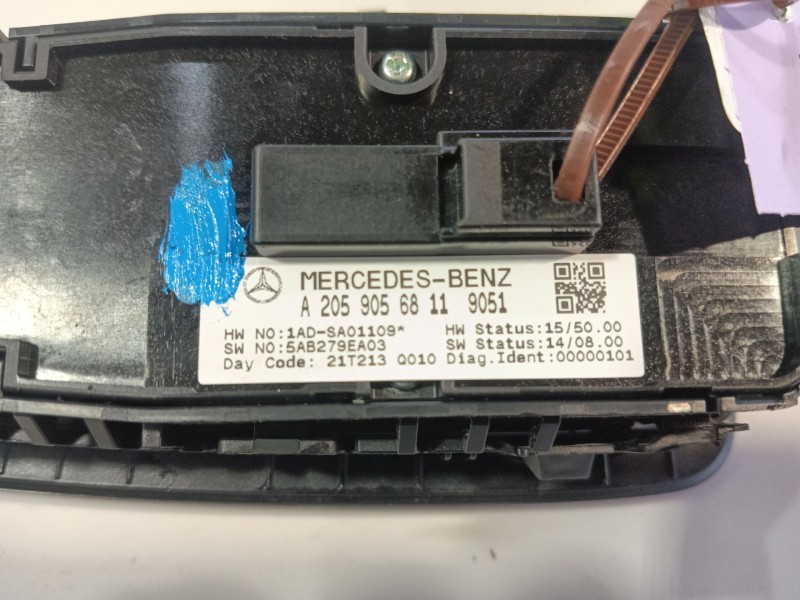 MERCEDES-BENZ
A 205 905 68 11 9051
HW NO:1AD-SA01109* HW Status:15/50.00
SW NO:5AB279EA03 SW Status:14/08.00
Day Code: 21T213 Q010 Diag.Ident:00000101